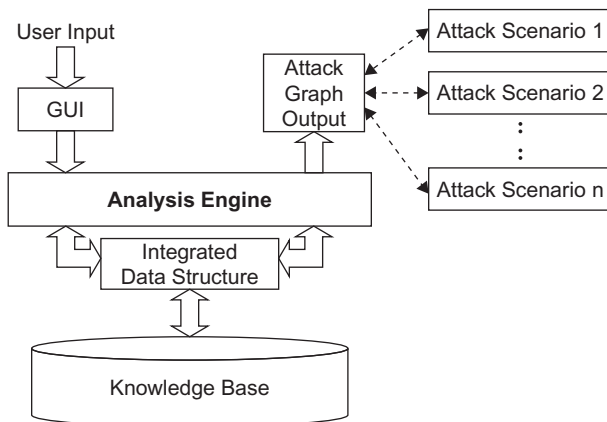 User Input
GUI
Attack
Graph
Output
Attack Scenario 1
Attack Scenario 2
Attack Scenario n
Analysis Engine
Integrated
Data Structure
Knowledge Base